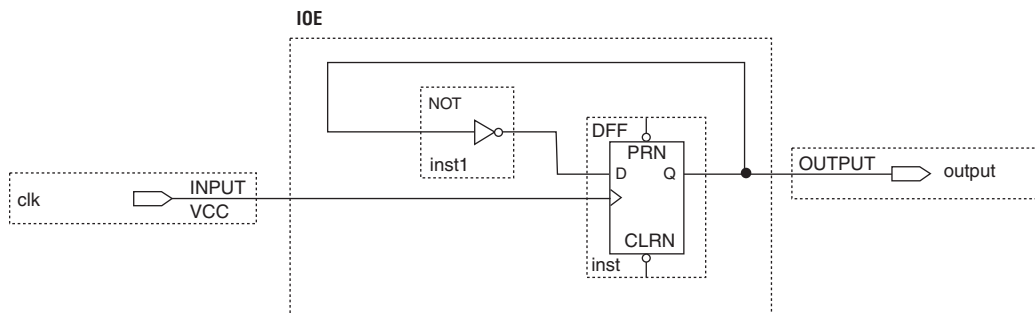 IOE
NOT
inst1
DFF
PRN
D
Q
CLRN
inst
clk
INPUT
VCC
OUTPUT
output